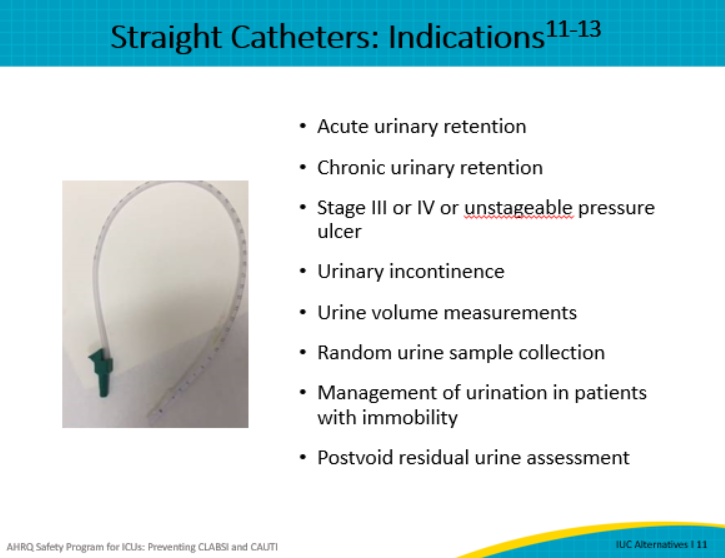 Straight Catheters: Indications11-13
• Acute urinary retention
• Chronic urinary retention
• Stage III or IV or unstageable pressure
ulcer
• Urinary incontinence
• Urine volume measurements
• Random urine sample collection
• Management of urination in patients
with immobility
• Postvoid residual urine assessment
AHRQ Safety Program for ICUs: Preventing CLABSI and CAUTI
IUC Alternatives I 11